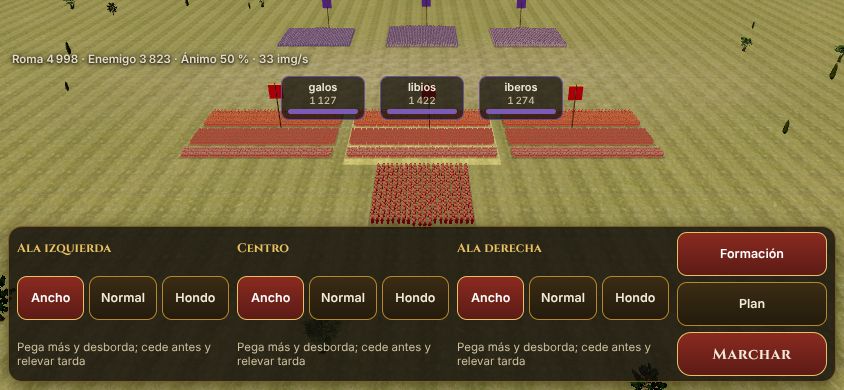 Roma 4 998 · Enemigo 3 823 · Ánimo 50 % · 33 img/s
galos
1 127
libios
1 422
iberos
1 274
Ala izquierda
Ancho
Normal
Hondo
Pega más y desborda; cede antes y
relevar tarda
Centro
Ancho
Normal
Hondo
Pega más y desborda; cede antes y
relevar tarda
Ala derecha
Ancho
Normal
Hondo
Pega más y desborda; cede antes y
relevar tarda
Formación
Plan
Marchar